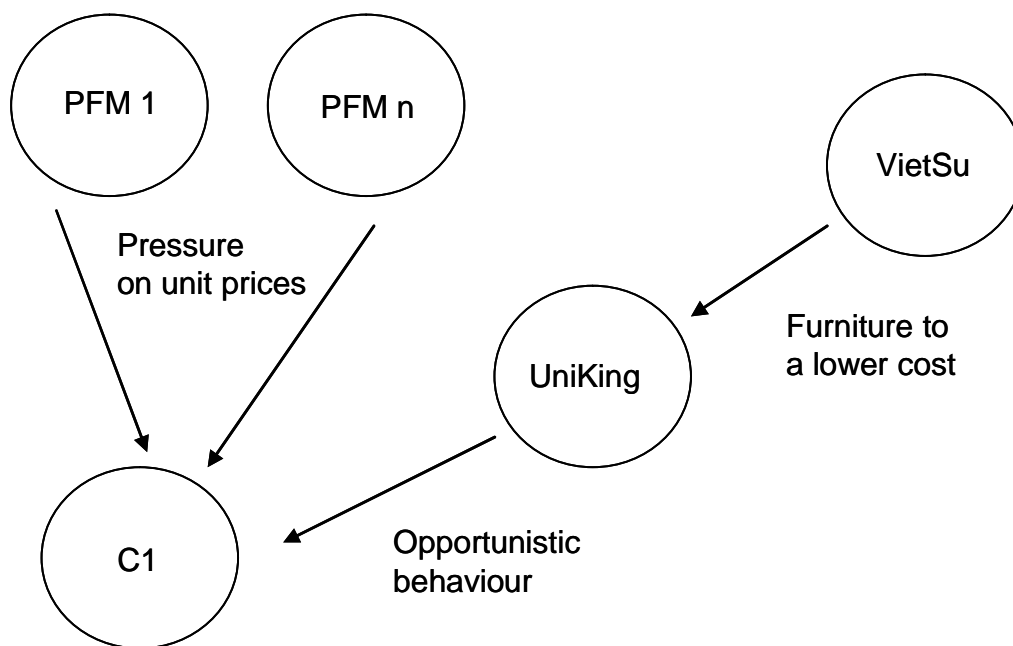 PFM 1
PFM n
VietSu
Pressure
on unit prices
Furniture to
a lower cost
UniKing
Opportunistic
behaviour
C1